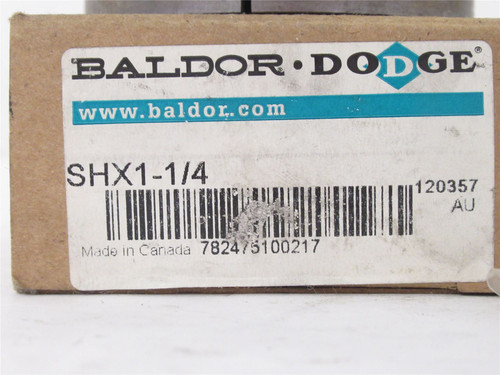 BALDOR · DODGE®
www.baldor.com
SHX1-1/4
120357
AU
Made in Canada 782475100217